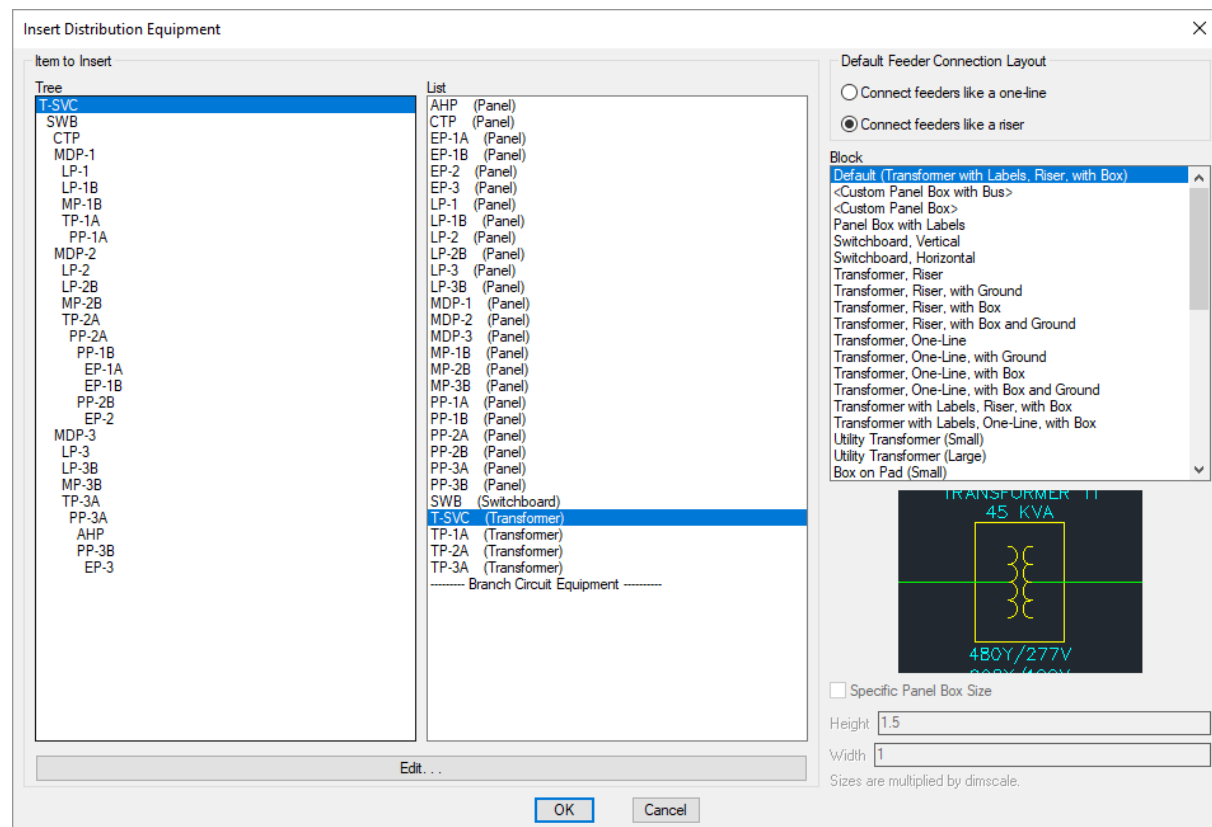 Insert Distribution Equipment
Item to Insert
Tree
T-SVC
SWB
CTP
MDP-1
LP-1
LP-1B
MP-1B
TP-1A
PP-1A
MDP-2
LP-2
LP-2B
MP-2B
TP-2A
PP-2A
PP-1B
EP-1A
EP-1B
PP-2B
EP-2
MDP-3
LP-3
LP-3B
MP-3B
TP-3A
PP-3A
AHP
PP-3B
EP-3
List
AHP (Panel)
CTP (Panel)
EP-1A (Panel)
EP-1B (Panel)
EP-2 (Panel)
EP-3 (Panel)
LP-1 (Panel)
LP-1B (Panel)
LP-2 (Panel)
LP-2B (Panel)
LP-3 (Panel)
LP-3B (Panel)
MDP-1 (Panel)
MDP-2 (Panel)
MDP-3 (Panel)
MP-1B (Panel)
MP-2B (Panel)
MP-3B (Panel)
PP-1A (Panel)
PP-1B (Panel)
PP-2A (Panel)
PP-2B (Panel)
PP-3A (Panel)
PP-3B (Panel)
SWB (Switchboard)
T-SVC (Transformer)
TP-1A (Transformer)
TP-2A (Transformer)
TP-3A (Transformer)
--------- Branch Circuit Equipment ----------
Edit. . .
Default Feeder Connection Layout
Connect feeders like a one-line
Connect feeders like a riser
Block
Default (Transformer with Labels, Riser, with Box)
<Custom Panel Box with Bus>
<Custom Panel Box>
Panel Box with Labels
Switchboard, Vertical
Switchboard, Horizontal
Transformer, Riser
Transformer, Riser, with Ground
Transformer, Riser, with Box
Transformer, Riser, with Box and Ground
Transformer, One-Line
Transformer, One-Line, with Ground
Transformer, One-Line, with Box
Transformer, One-Line, with Box and Ground
Transformer with Labels, Riser, with Box
Transformer with Labels, One-Line, with Box
Utility Transformer (Small)
Utility Transformer (Large)
Box on Pad (Small)
TRANSFORMER T1
45 KVA
480Y/277V
Specific Panel Box Size
Height 1.5
Width 1
Sizes are multiplied by dimscale.
OK Cancel